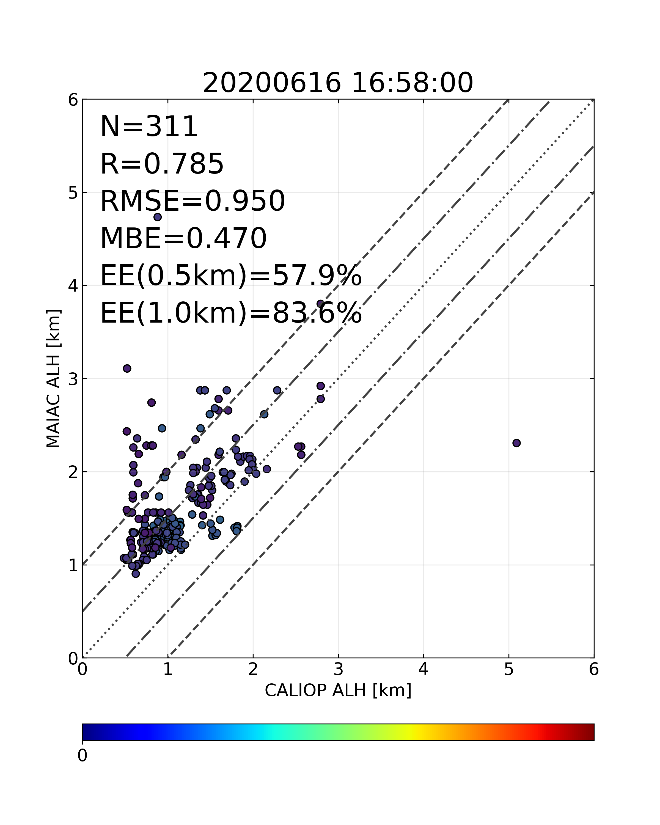 20200616 16:58:00
N=311
R=0.785
RMSE=0.950
MBE=0.470
EE(0.5km)=57.9%
EE(1.0km)=83.6%
MAIAC ALH [km]
6
5
4
3
2
1
0
0 1 2 3 4 5 6
CALIOP ALH [km]
0